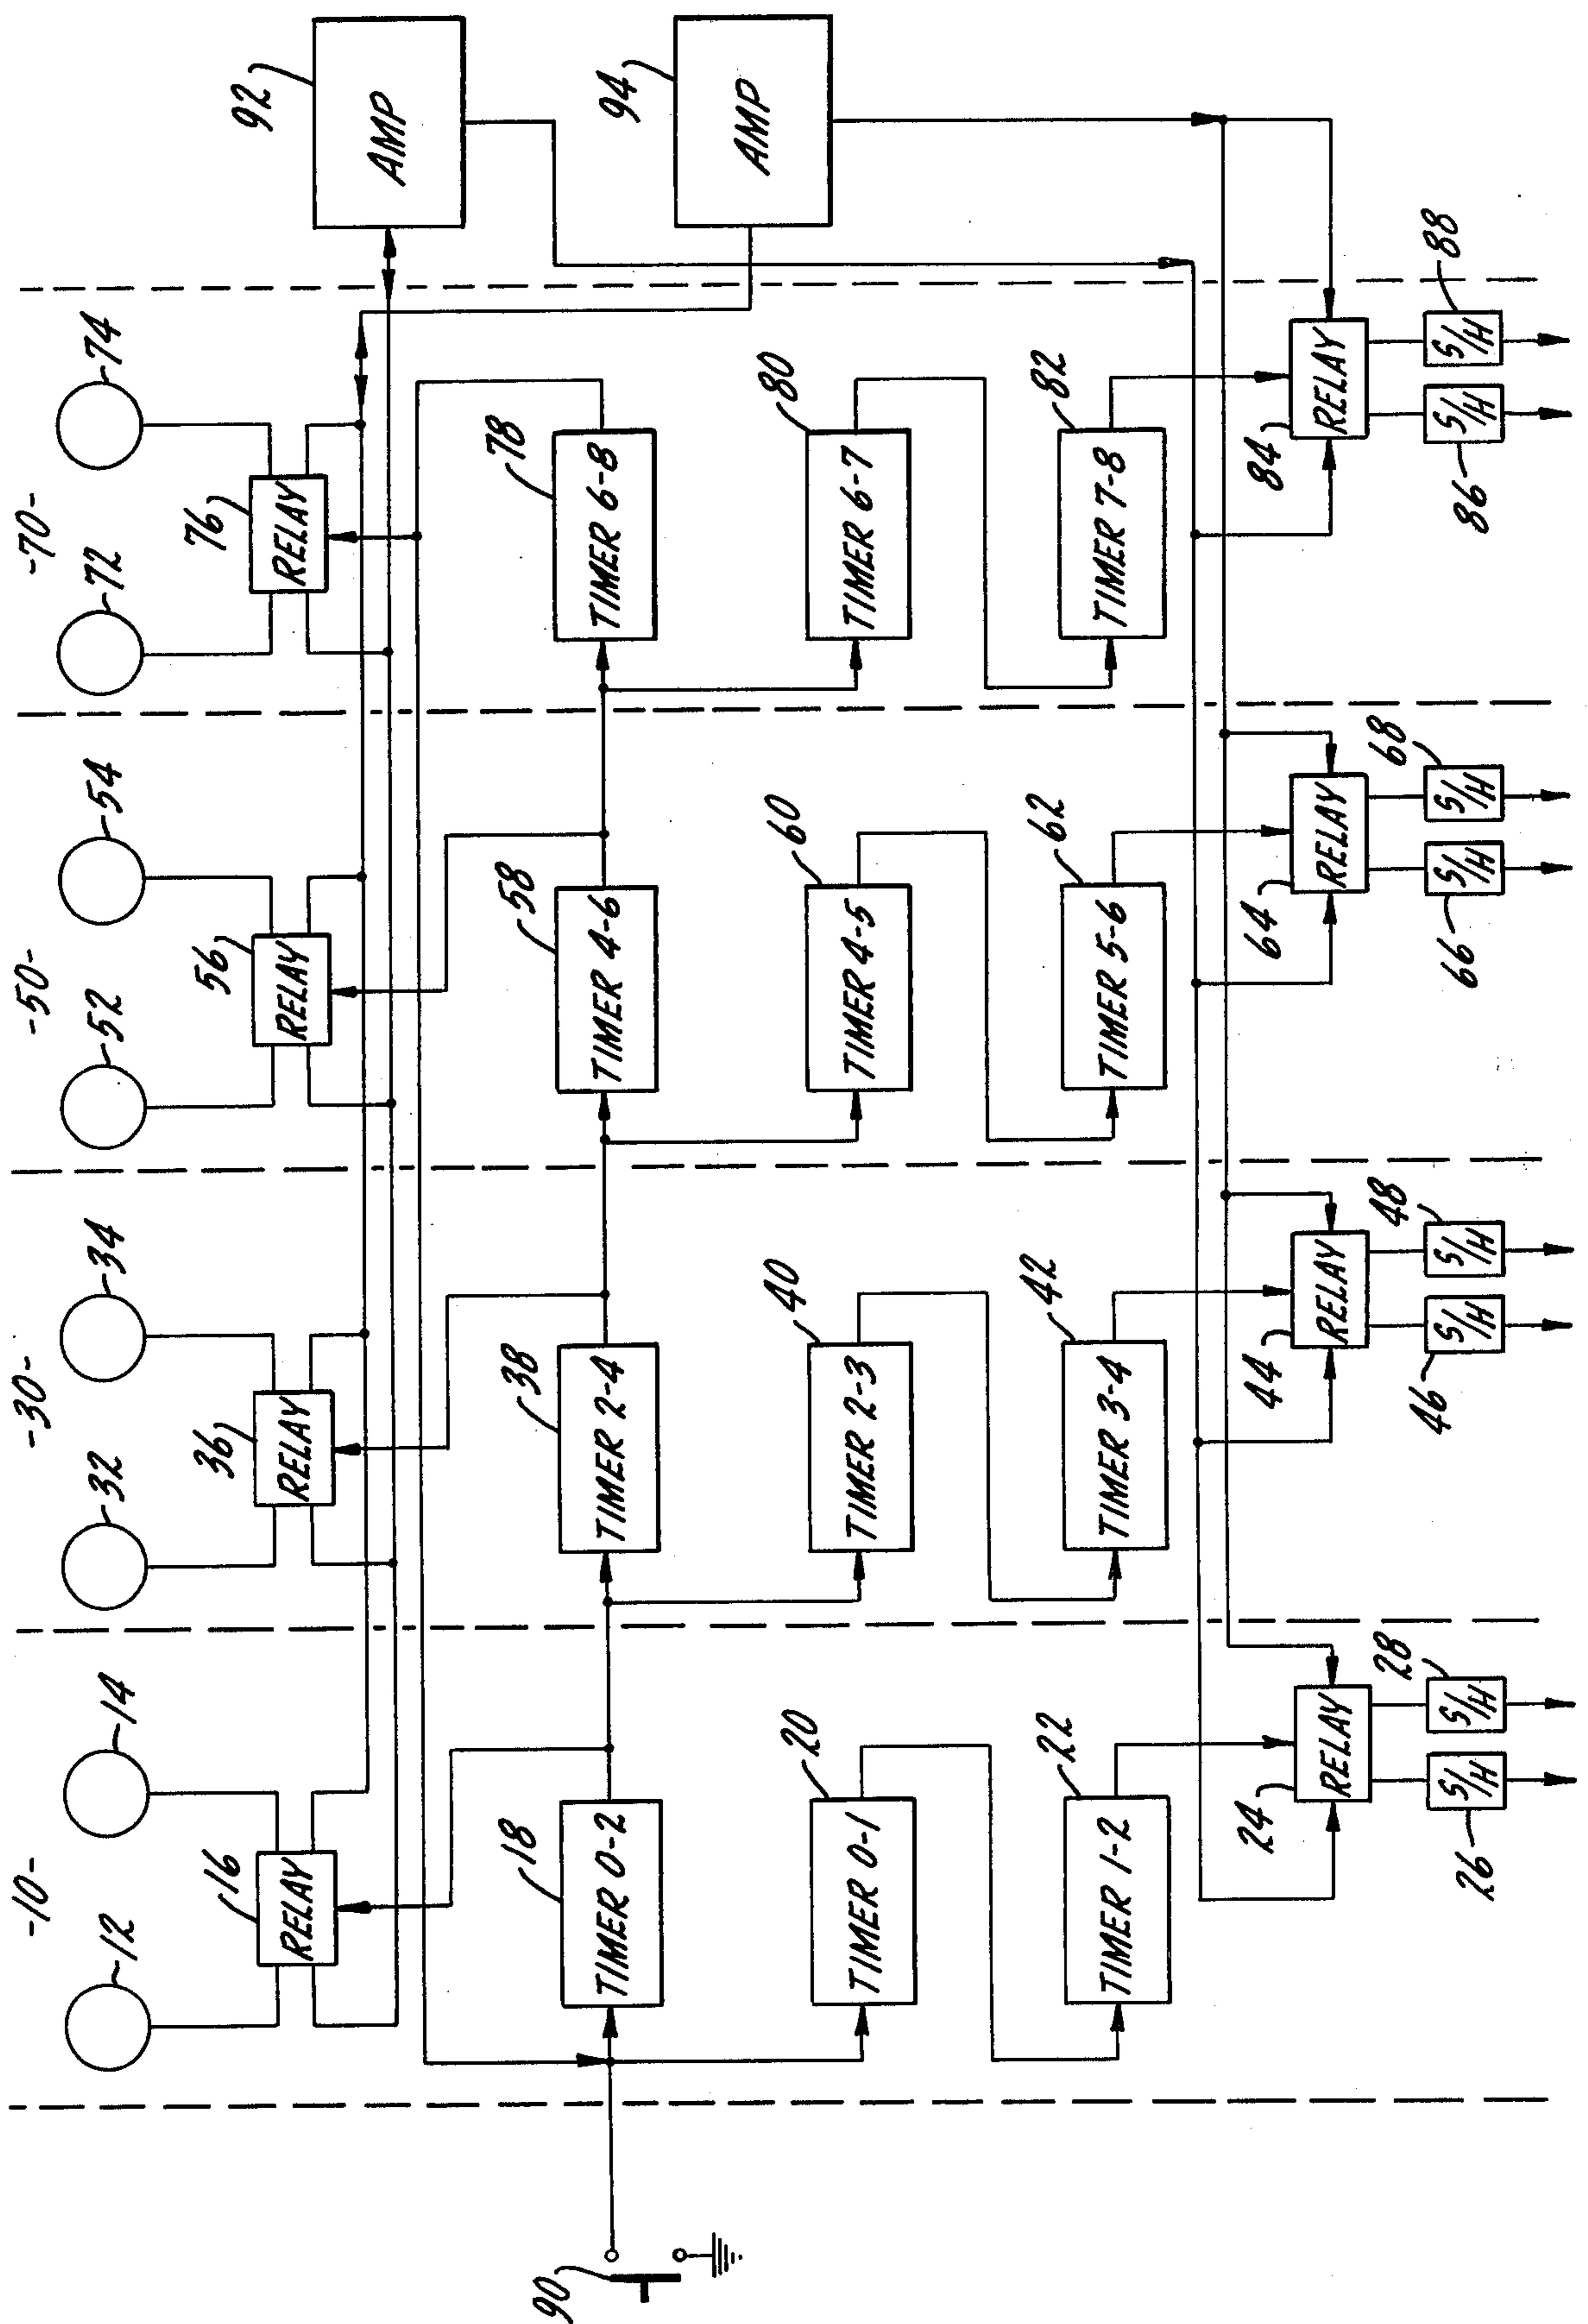 -10-
-30-
-50-
-70-
12
14
32
34
52
54
72
74
16
RELAY
36
RELAY
56
RELAY
76
RELAY
92
AMP
18
TIMER 0-2
38
TIMER 2-4
58
TIMER 4-6
78
TIMER 6-8
94
AMP
90
20
TIMER 0-1
40
TIMER 2-3
60
TIMER 4-5
80
TIMER 6-7
22
TIMER 1-2
42
TIMER 3-4
62
TIMER 5-6
82
TIMER 7-8
24
RELAY
44
RELAY
64
RELAY
84
RELAY
26
S/H
28
S/H
46
S/H
48
S/H
66
S/H
68
S/H
86
S/H
88
S/H